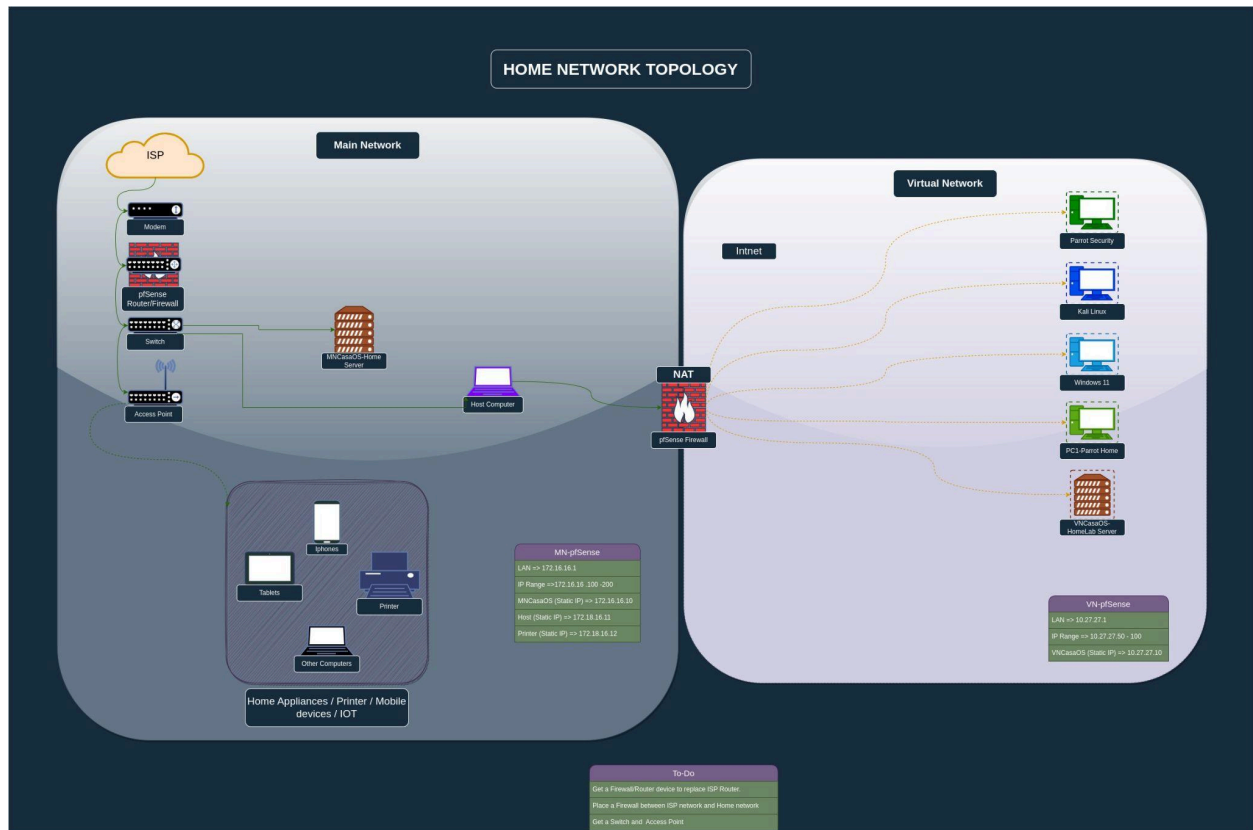 HOME NETWORK TOPOLOGY
Main Network
ISP
Modem
pfSense
Router/Firewall
Switch
MNCasaOS-Home
Server
Access Point
Host Computer
NAT
pfSense Firewall
Virtual Network
Intnet
Parrot Security
Kali Linux
Windows 11
PC1-Parrot Home
VNCasaOS-
HomeLab Server
Iphones
Tablets
Printer
Other Computers
Home Appliances / Printer / Mobile
devices / IOT
MN-pfSense
LAN => 172.16.16.1
IP Range =>172.16.16 .100 -200
MNCasaOS (Static IP) => 172.16.16.10
Host (Static IP) => 172.18.16.11
Printer (Static IP) => 172.18.16.12
VN-pfSense
LAN => 10.27.27.1
IP Range => 10.27.27.50 - 100
VNCasaOS (Static IP) => 10.27.27.10
To-Do
Get a Firewall/Router device to replace ISP Router.
Place a Firewall between ISP network and Home network
Get a Switch and Access Point